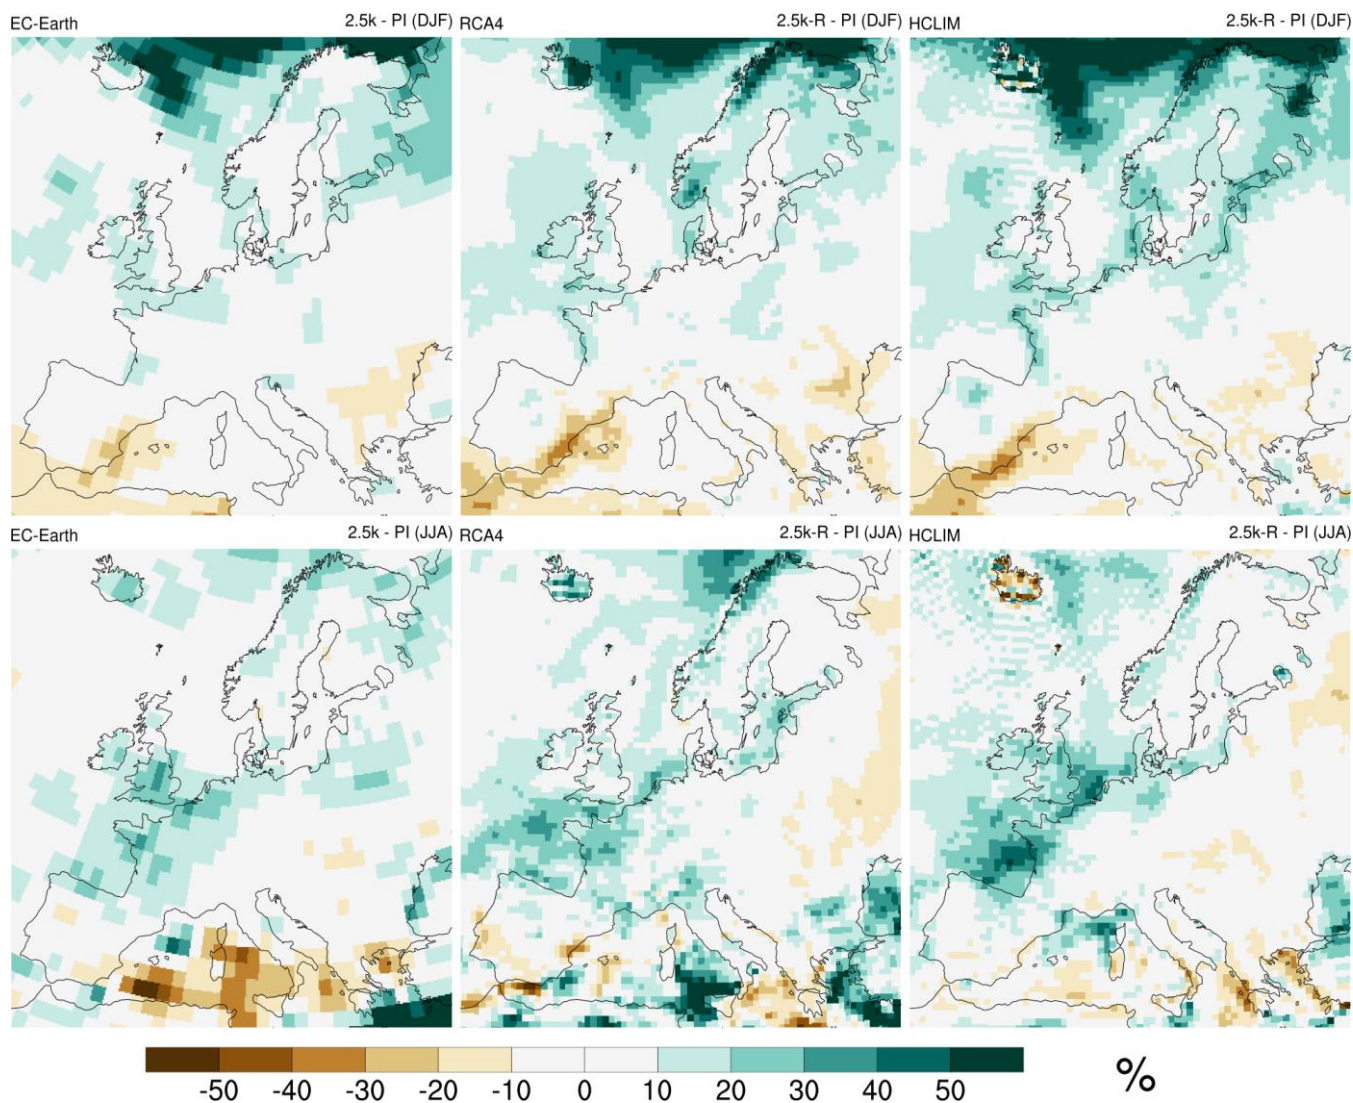 EC-Earth 2.5k - PI (DJF)
RCA4 2.5k-R - PI (DJF)
HCLIM 2.5k-R - PI (DJF)
EC-Earth 2.5k - PI (JJA)
RCA4 2.5k-R - PI (JJA)
HCLIM 2.5k-R - PI (JJA)
-50 -40 -30 -20 -10 0 10 20 30 40 50 %